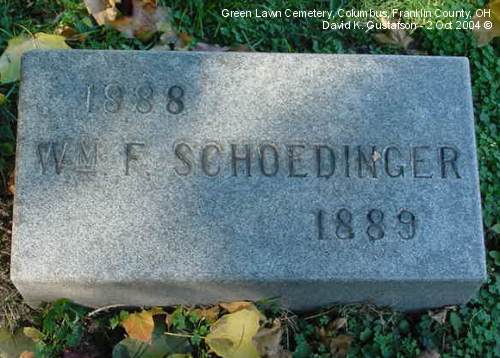 Green Lawn Cemetery, Columbus, Franklin County, OH
David K. Gustafson - 2 Oct 2004 ©
1888
WM. F. SCHOEDINGER
1889